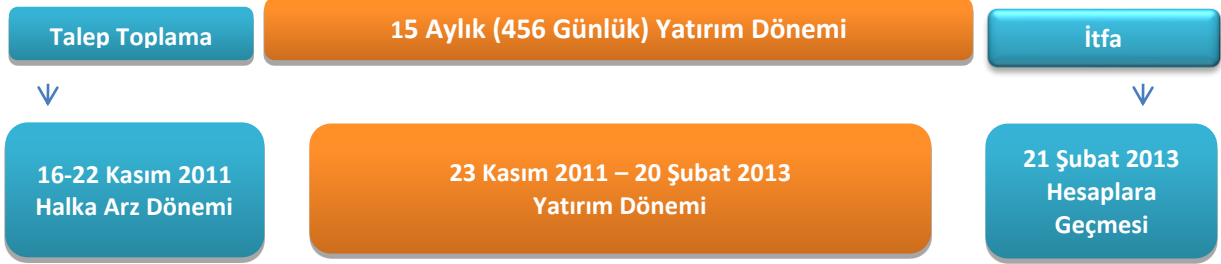 Talep Toplama
15 Aylık (456 Günlük) Yatırım Dönemi
İtfa
16-22 Kasım 2011
Halka Arz Dönemi
23 Kasım 2011 – 20 Şubat 2013
Yatırım Dönemi
21 Şubat 2013
Hesaplara
Geçmesi